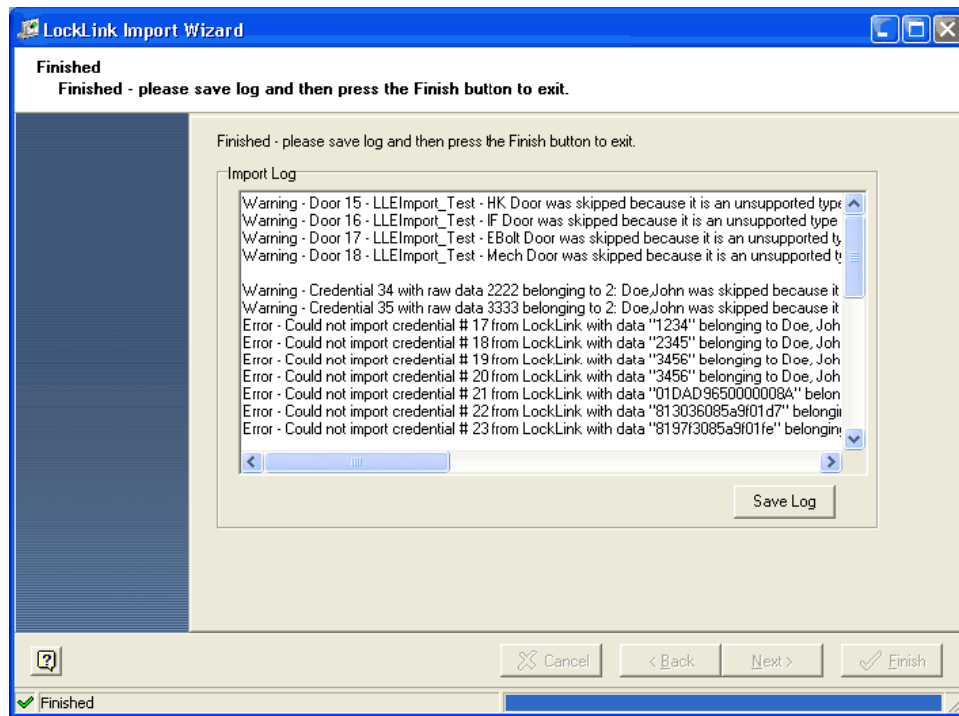 LockLink Import Wizard
Finished
Finished - please save log and then press the Finish button to exit.
Finished - please save log and then press the Finish button to exit.
Import Log
Warning - Door 15 - LLEImport_Test - HK Door was skipped because it is an unsupported type
Warning - Door 16 - LLEImport_Test - IF Door was skipped because it is an unsupported type
Warning - Door 17 - LLEImport_Test - EBolt Door was skipped because it is an unsupported ty
Warning - Door 18 - LLEImport_Test - Mech Door was skipped because it is an unsupported t
Warning - Credential 34 with raw data 2222 belonging to 2: Doe,John was skipped because it
Warning - Credential 35 with raw data 3333 belonging to 2: Doe,John was skipped because it
Error - Could not import credential # 17 from LockLink with data "1234" belonging to Doe, Joh
Error - Could not import credential # 18 from LockLink with data "2345" belonging to Doe, Joh
Error - Could not import credential # 19 from LockLink with data "3456" belonging to Doe, Joh
Error - Could not import credential # 20 from LockLink with data "3456" belonging to Doe, Joh
Error - Could not import credential # 21 from LockLink with data "01DAD9650000008A" belon
Error - Could not import credential # 22 from LockLink with data "813036085a9f01d7" belongi
Error - Could not import credential # 23 from LockLink with data "8197f3085a9f01fe" belonging
Save Log
Cancel
< Back
Next >
Finish
Finished